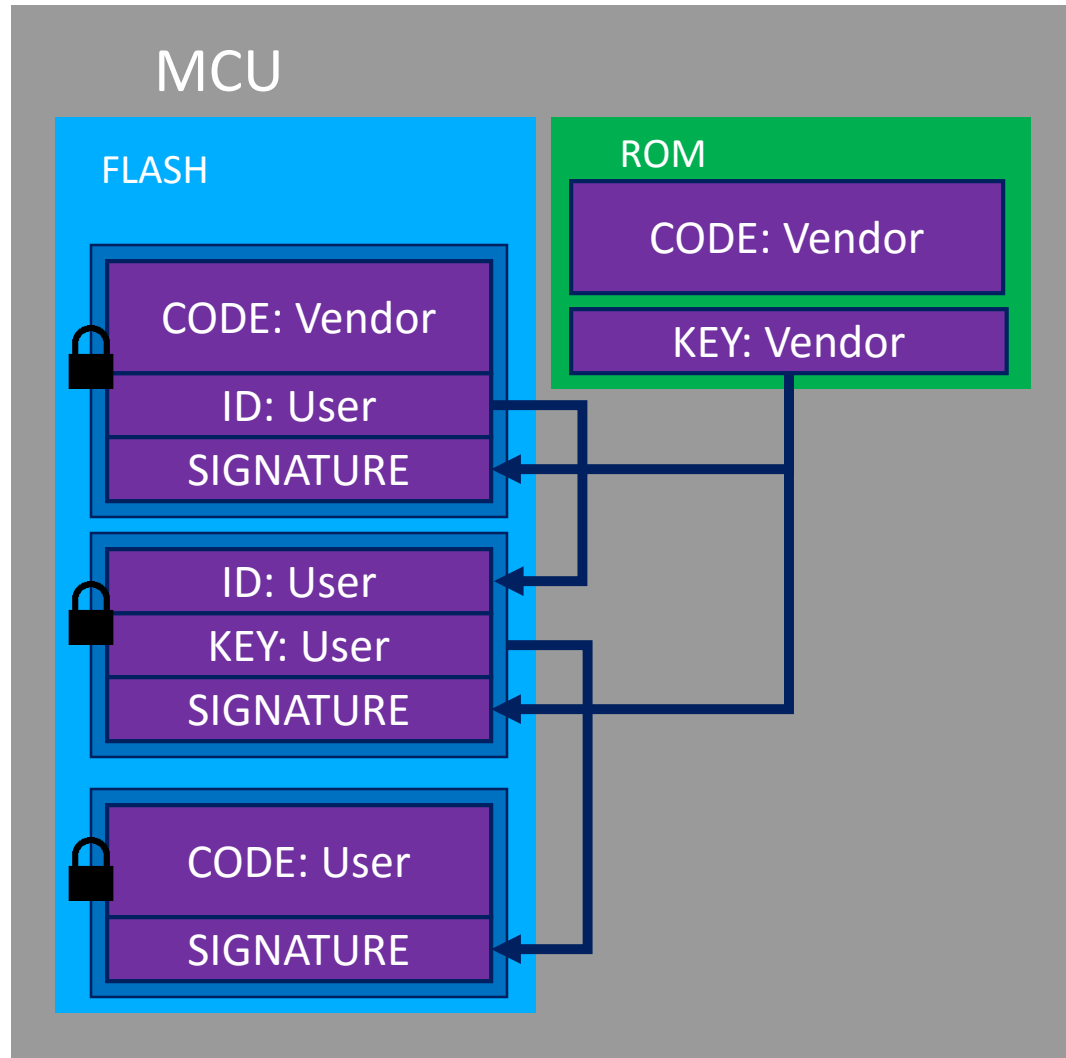 MCU
FLASH
CODE: Vendor
ID: User
SIGNATURE
ID: User
KEY: User
SIGNATURE
CODE: User
SIGNATURE
ROM
CODE: Vendor
KEY: Vendor